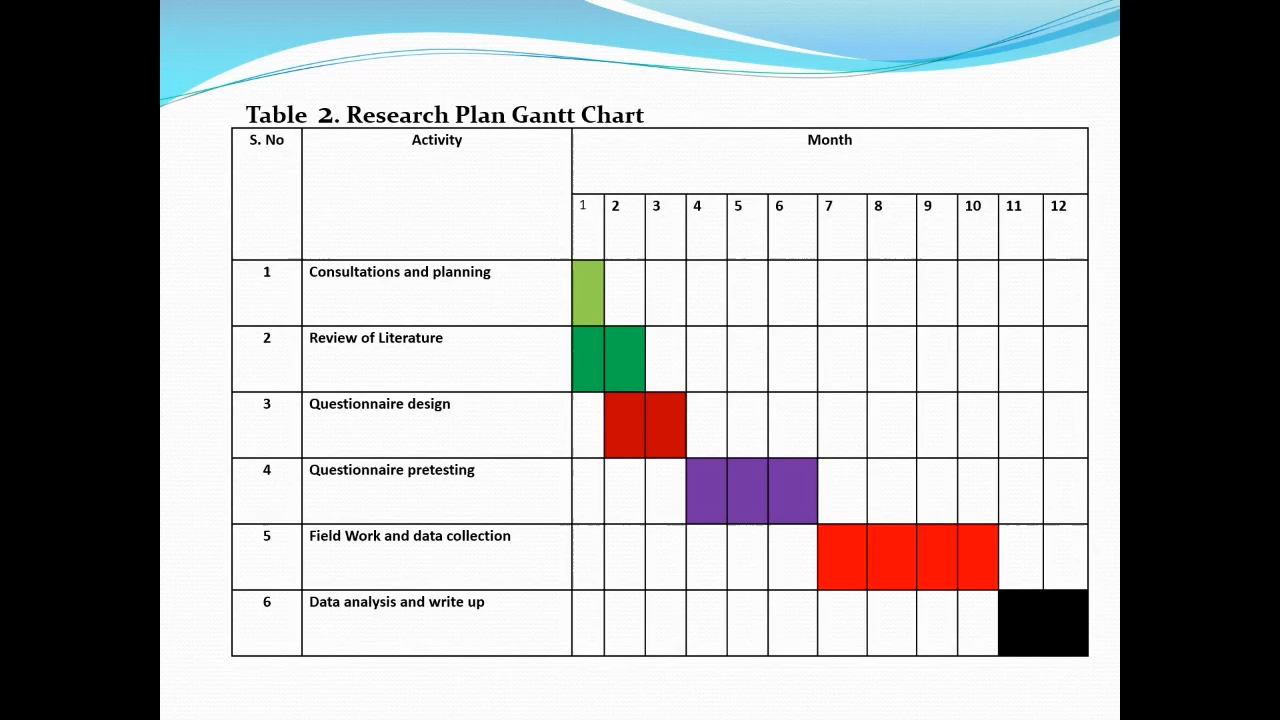 Table 2. Research Plan Gantt Chart
S. No Activity Month
1 2 3 4 5 6 7 8 9 10 11 12
1 Consultations and planning
2 Review of Literature
3 Questionnaire design
4 Questionnaire pretesting
5 Field Work and data collection
6 Data analysis and write up